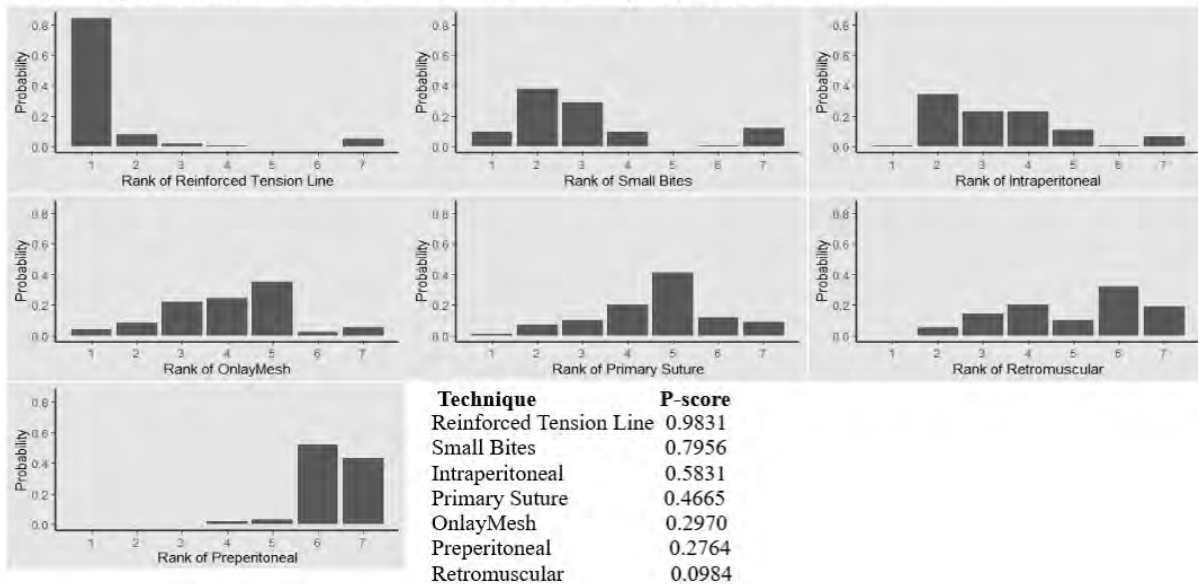 Probability
0.8
0.6
0.4
0.2
0.0
1 2 3 4 5 6 7
Rank of Reinforced Tension Line
Probability
0.8
0.6
0.4
0.2
0.0
1 2 3 4 5 6 7
Rank of Small Bites
Probability
0.8
0.6
0.4
0.2
0.0
1 2 3 4 5 6 7
Rank of Intraperitoneal
Probability
0.8
0.6
0.4
0.2
0.0
1 2 3 4 5 6 7
Rank of OnlayMesh
Probability
0.8
0.6
0.4
0.2
0.0
1 2 3 4 5 6 7
Rank of Primary Suture
Probability
0.8
0.6
0.4
0.2
0.0
1 2 3 4 5 6 7
Rank of Retromuscular
Probability
0.8
0.6
0.4
0.2
0.0
1 2 3 4 5 6 7
Rank of Preperitoneal
Technique P-score
Reinforced Tension Line 0.9831
Small Bites 0.7956
Intraperitoneal 0.5831
Primary Suture 0.4665
OnlayMesh 0.2970
Preperitoneal 0.2764
Retromuscular 0.0984